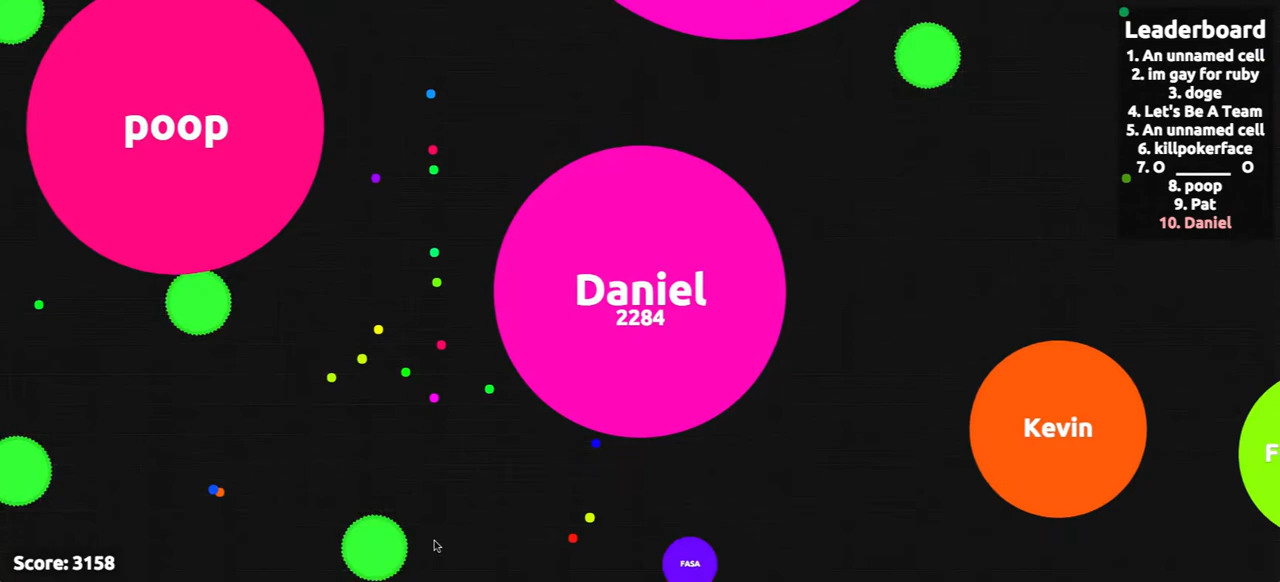 poop
Daniel
2284
Kevin
F
FASA
Score: 3158
Leaderboard
1. An unnamed cell
2. im gay for ruby
3. doge
4. Let's Be A Team
5. An unnamed cell
6. killpokerface
7. O ______ O
8. poop
9. Pat
10. Daniel